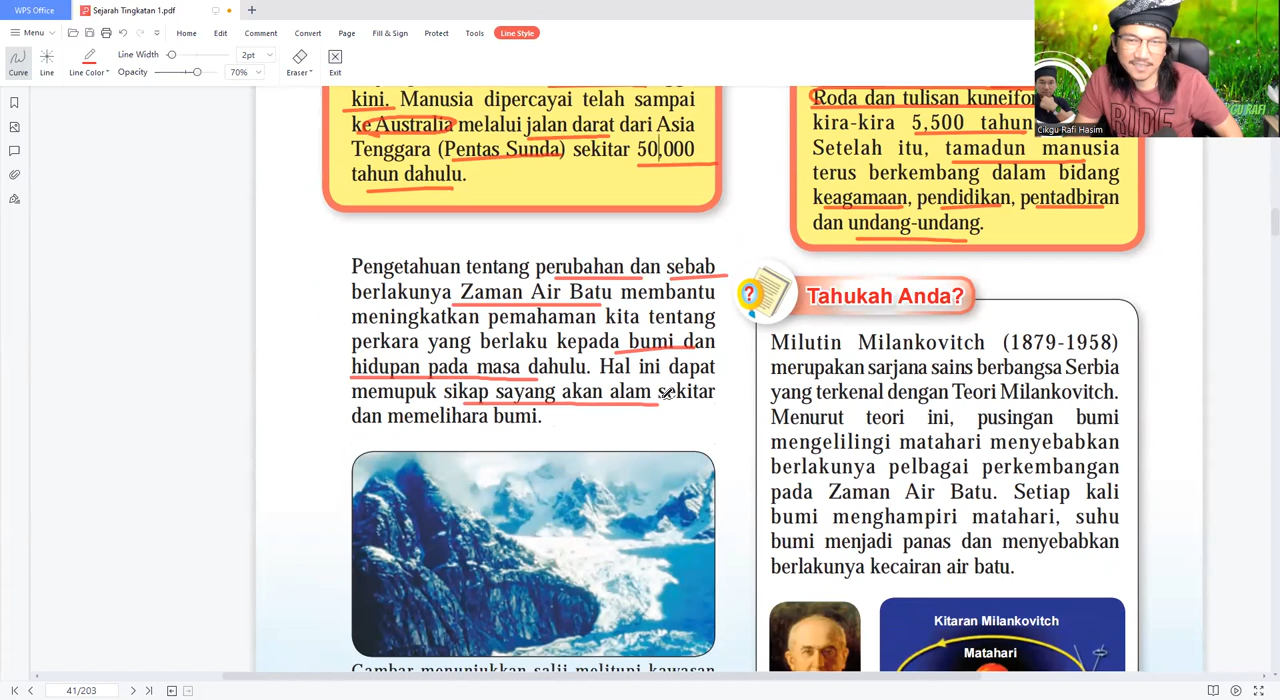 WPS Office
Sejarah Tingkatan 1.pdf
Menu
Home
Edit
Comment
Convert
Page
Fill & Sign
Protect
Tools
Line Style
Curve
Line
Line Color
Line Width
2pt
Opacity
70%
Eraser
Exit
kini. Manusia dipercayai telah sampai
ke Australia melalui jalan darat dari Asia
Tenggara (Pentas Sunda) sekitar 50,000
tahun dahulu.
Roda dan tulisan kuneifor
kira-kira 5,500 tahun
Setelah itu, tamadun manusia
terus berkembang dalam bidang
keagamaan, pendidikan, pentadbiran
dan undang-undang.
RIDE
Cikgu Rafi Hasim
Pengetahuan tentang perubahan dan sebab
berlakunya Zaman Air Batu membantu
meningkatkan pemahaman kita tentang
perkara yang berlaku kepada bumi dan
hidupan pada masa dahulu. Hal ini dapat
memupuk sikap sayang akan alam sekitar
dan memelihara bumi.
Gambar menunjukkan salji melitupi kawasan
Tahukah Anda?
Milutin Milankovitch (1879-1958)
merupakan sarjana sains berbangsa Serbia
yang terkenal dengan Teori Milankovitch.
Menurut teori ini, pusingan bumi
mengelilingi matahari menyebabkan
berlakunya pelbagai perkembangan
pada Zaman Air Batu. Setiap kali
bumi menghampiri matahari, suhu
bumi menjadi panas dan menyebabkan
berlakunya kecairan air batu.
Kitaran Milankovitch
Matahari
41/203